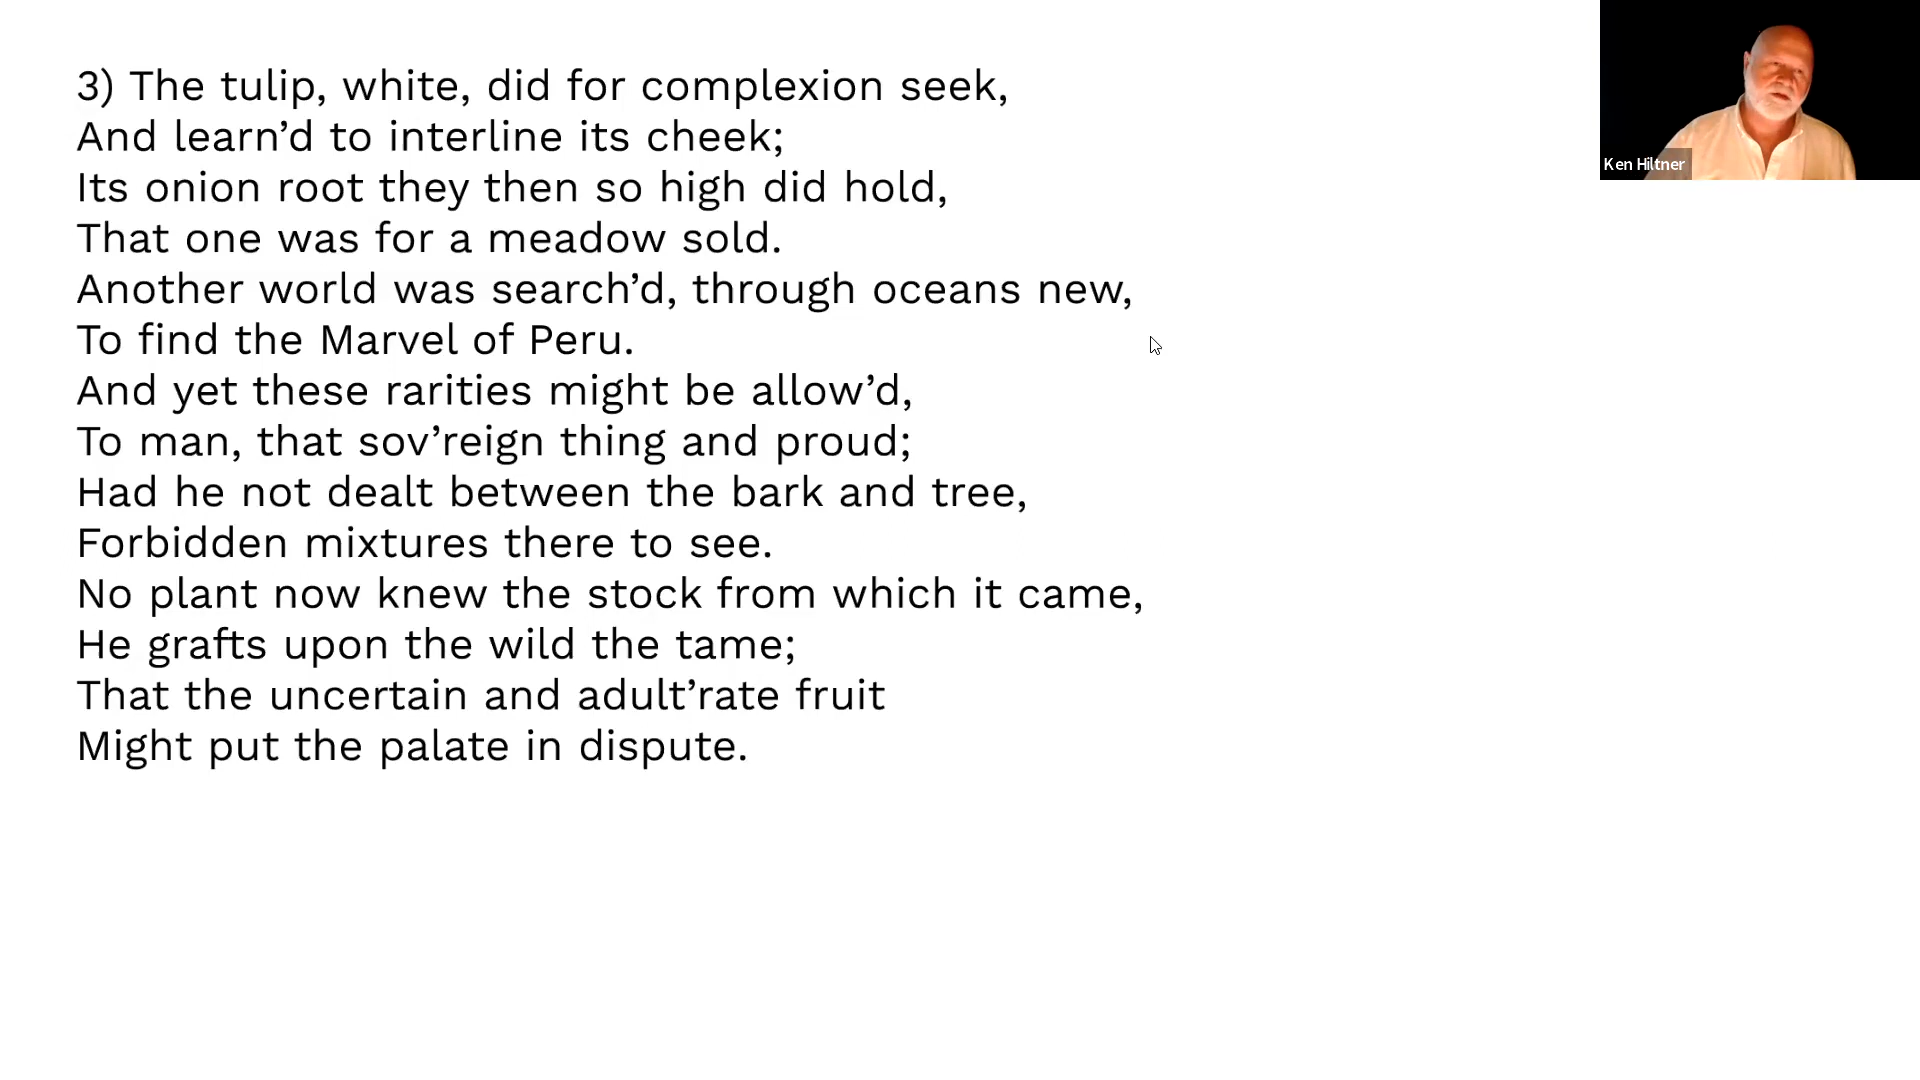 3) The tulip, white, did for complexion seek,
And learn’d to interline its cheek;
Its onion root they then so high did hold,
That one was for a meadow sold.
Another world was search’d, through oceans new,
To find the Marvel of Peru.
And yet these rarities might be allow’d,
To man, that sov’reign thing and proud;
Had he not dealt between the bark and tree,
Forbidden mixtures there to see.
No plant now knew the stock from which it came,
He grafts upon the wild the tame;
That the uncertain and adult’rate fruit
Might put the palate in dispute.
Ken Hiltner